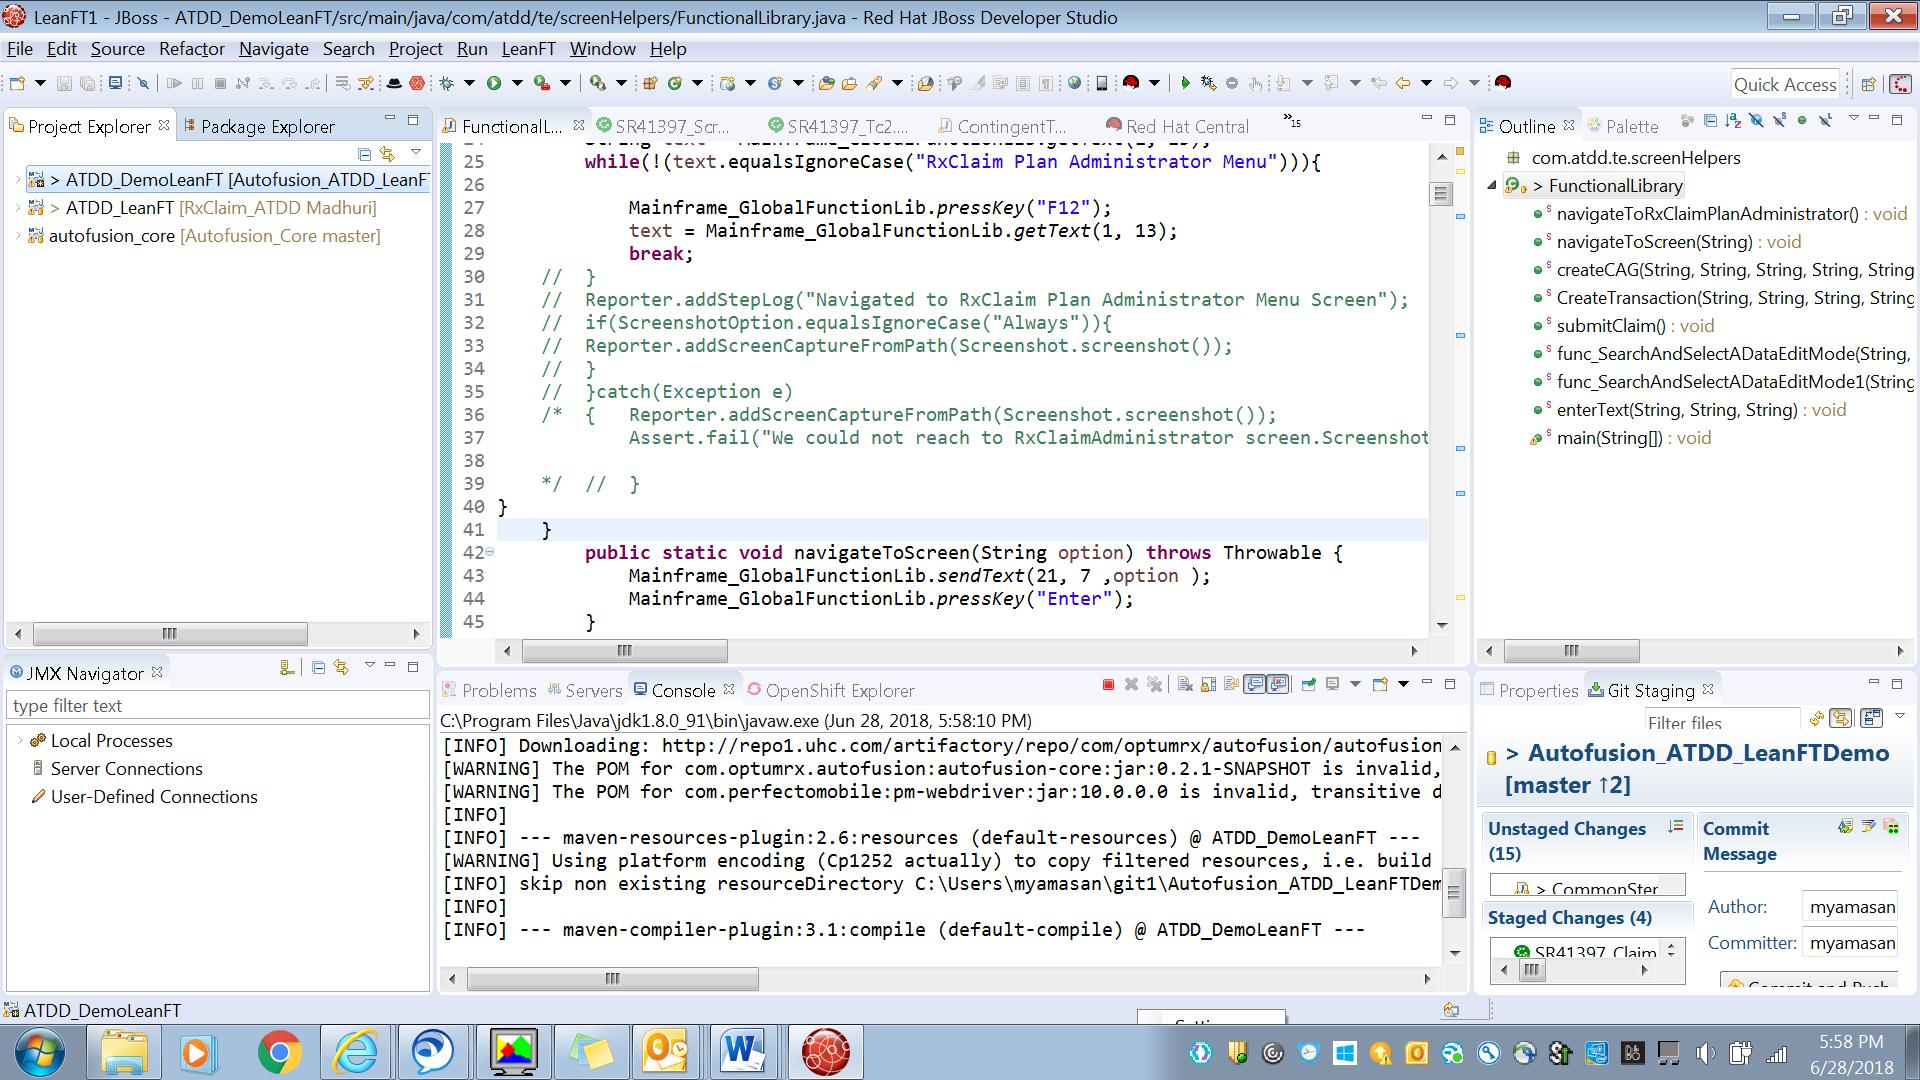 LeanFT1 - JBoss - ATDD_DemoLeanFT/src/main/java/com/atdd/te/screenHelpers/FunctionalLibrary.java - Red Hat JBoss Developer Studio
File Edit Source Refactor Navigate Search Project Run LeanFT Window Help
Quick Access
Project Explorer
Package Explorer
> ATDD_DemoLeanFT [Autofusion_ATDD_LeanF
> ATDD_LeanFT [RxClaim_ATDD Madhuri]
autofusion_core [Autofusion_Core master]
FunctionalL... SR41397_Scr... SR41397_Tc2.... ContingentT... Red Hat Central »15
25 while(!(text.equalsIgnoreCase("RxClaim Plan Administrator Menu"))){
26
27 Mainframe_GlobalFunctionLib.pressKey("F12");
28 text = Mainframe_GlobalFunctionLib.getText(1, 13);
29 break;
30 // }
31 // Reporter.addStepLog("Navigated to RxClaim Plan Administrator Menu Screen");
32 // if(ScreenshotOption.equalsIgnoreCase("Always")){
33 // Reporter.addScreenCaptureFromPath(Screenshot.screenshot());
34 // }
35 // }catch(Exception e)
36 /* { Reporter.addScreenCaptureFromPath(Screenshot.screenshot());
37 Assert.fail("We could not reach to RxClaimAdministrator screen.Screenshot
38
39 */ // }
40 }
41 }
42 public static void navigateToScreen(String option) throws Throwable {
43 Mainframe_GlobalFunctionLib.sendText(21, 7 ,option );
44 Mainframe_GlobalFunctionLib.pressKey("Enter");
45 }
Outline
Palette
com.atdd.te.screenHelpers
> FunctionalLibrary
navigateToRxClaimPlanAdministrator() : void
navigateToScreen(String) : void
createCAG(String, String, String, String, String
CreateTransaction(String, String, String, String
submitClaim() : void
func_SearchAndSelectADataEditMode(String,
func_SearchAndSelectADataEditMode1(String
enterText(String, String, String) : void
main(String[]) : void
JMX Navigator
type filter text
Local Processes
Server Connections
User-Defined Connections
Problems Servers Console OpenShift Explorer
C:\Program Files\Java\jdk1.8.0_91\bin\javaw.exe (Jun 28, 2018, 5:58:10 PM)
[INFO] Downloading: http://repo1.uhc.com/artifactory/repo/com/optumrx/autofusion/autofusion
[WARNING] The POM for com.optumrx.autofusion:autofusion-core:jar:0.2.1-SNAPSHOT is invalid,
[WARNING] The POM for com.perfectomobile:pm-webdriver:jar:10.0.0.0 is invalid, transitive d
[INFO]
[INFO] --- maven-resources-plugin:2.6:resources (default-resources) @ ATDD_DemoLeanFT ---
[WARNING] Using platform encoding (Cp1252 actually) to copy filtered resources, i.e. build
[INFO] skip non existing resourceDirectory C:\Users\myamasan\git1\Autofusion_ATDD_LeanFTDem
[INFO]
[INFO] --- maven-compiler-plugin:3.1:compile (default-compile) @ ATDD_DemoLeanFT ---
Properties Git Staging
Filter files
> Autofusion_ATDD_LeanFTDemo
[master ↑2]
Unstaged Changes
(15)
> CommonSter
Staged Changes (4)
SR41397_Claim
Commit
Message
Author: myamasan
Committer: myamasan
Commit and Push
ATDD_DemoLeanFT
5:58 PM
6/28/2018